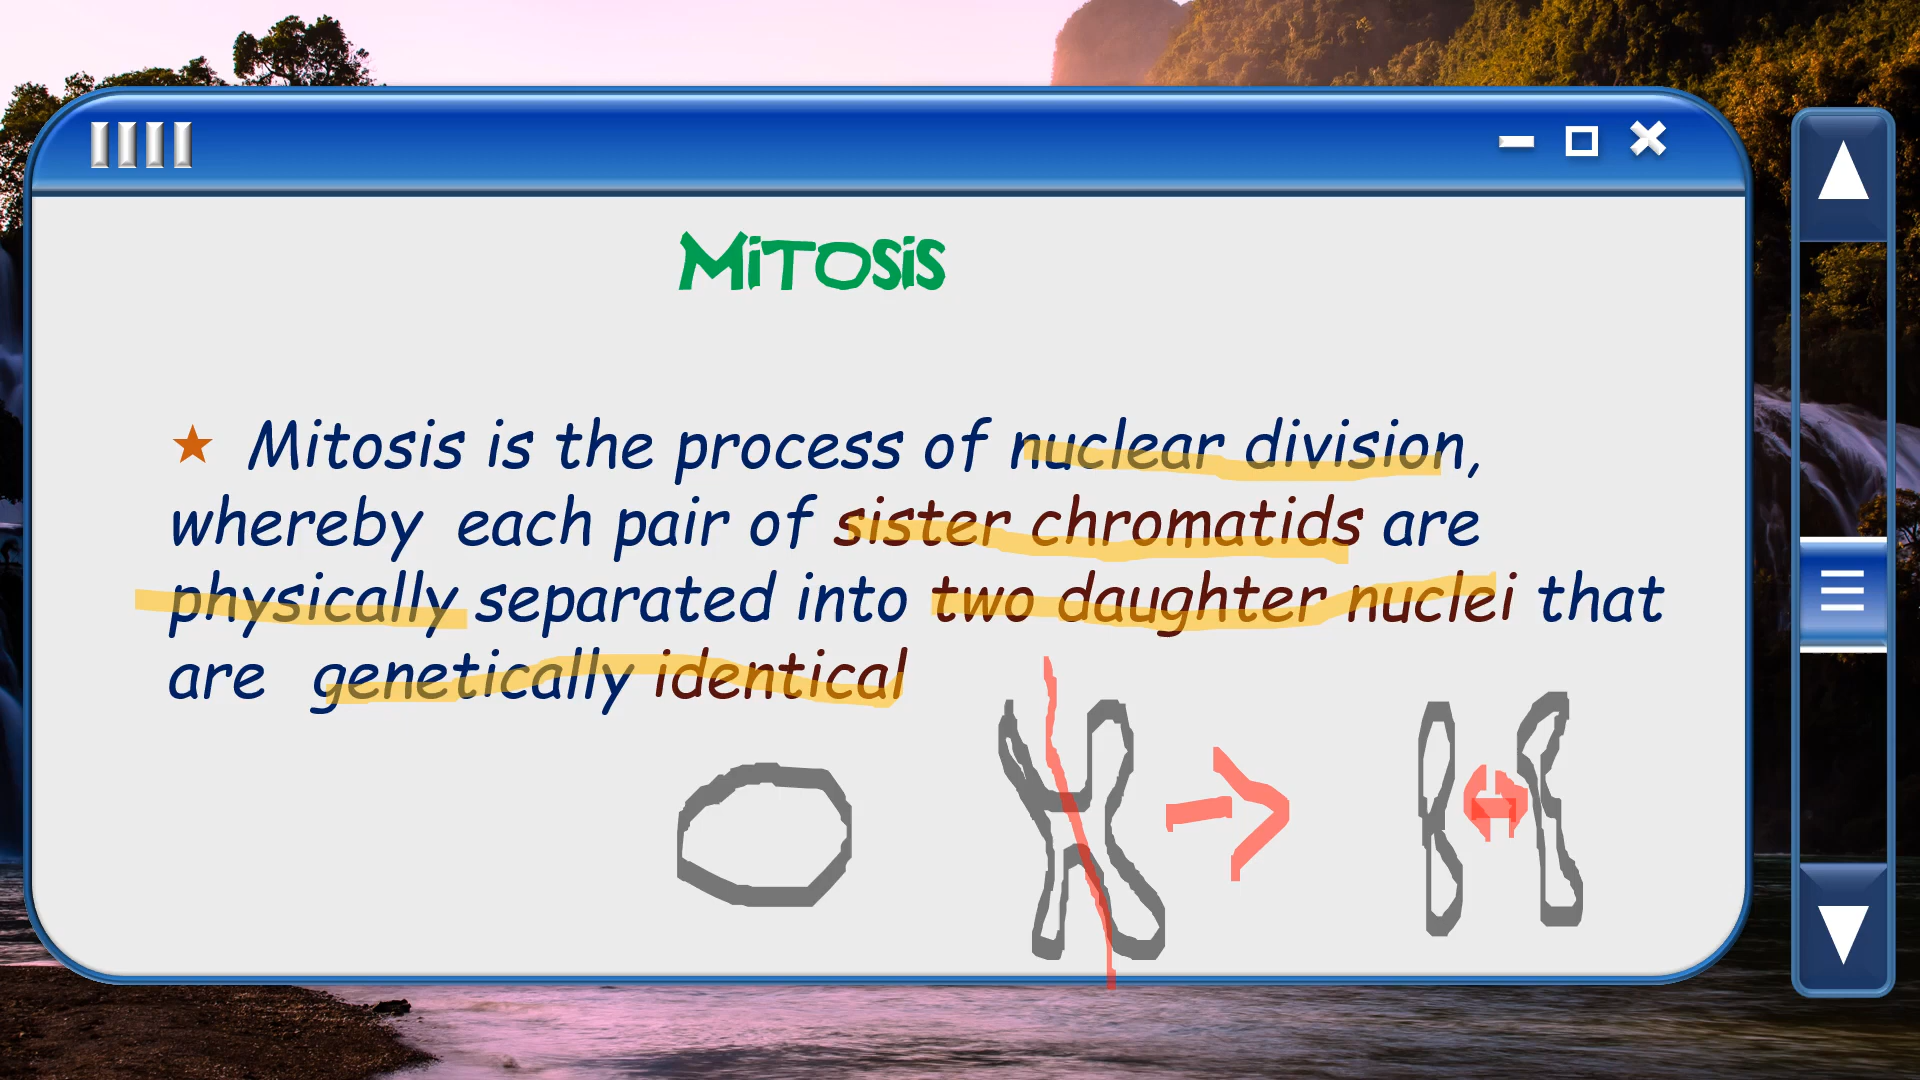 MiTOSiS
★ Mitosis is the process of nuclear division,
whereby each pair of sister chromatids are
physically separated into two daughter nuclei that
are genetically identical